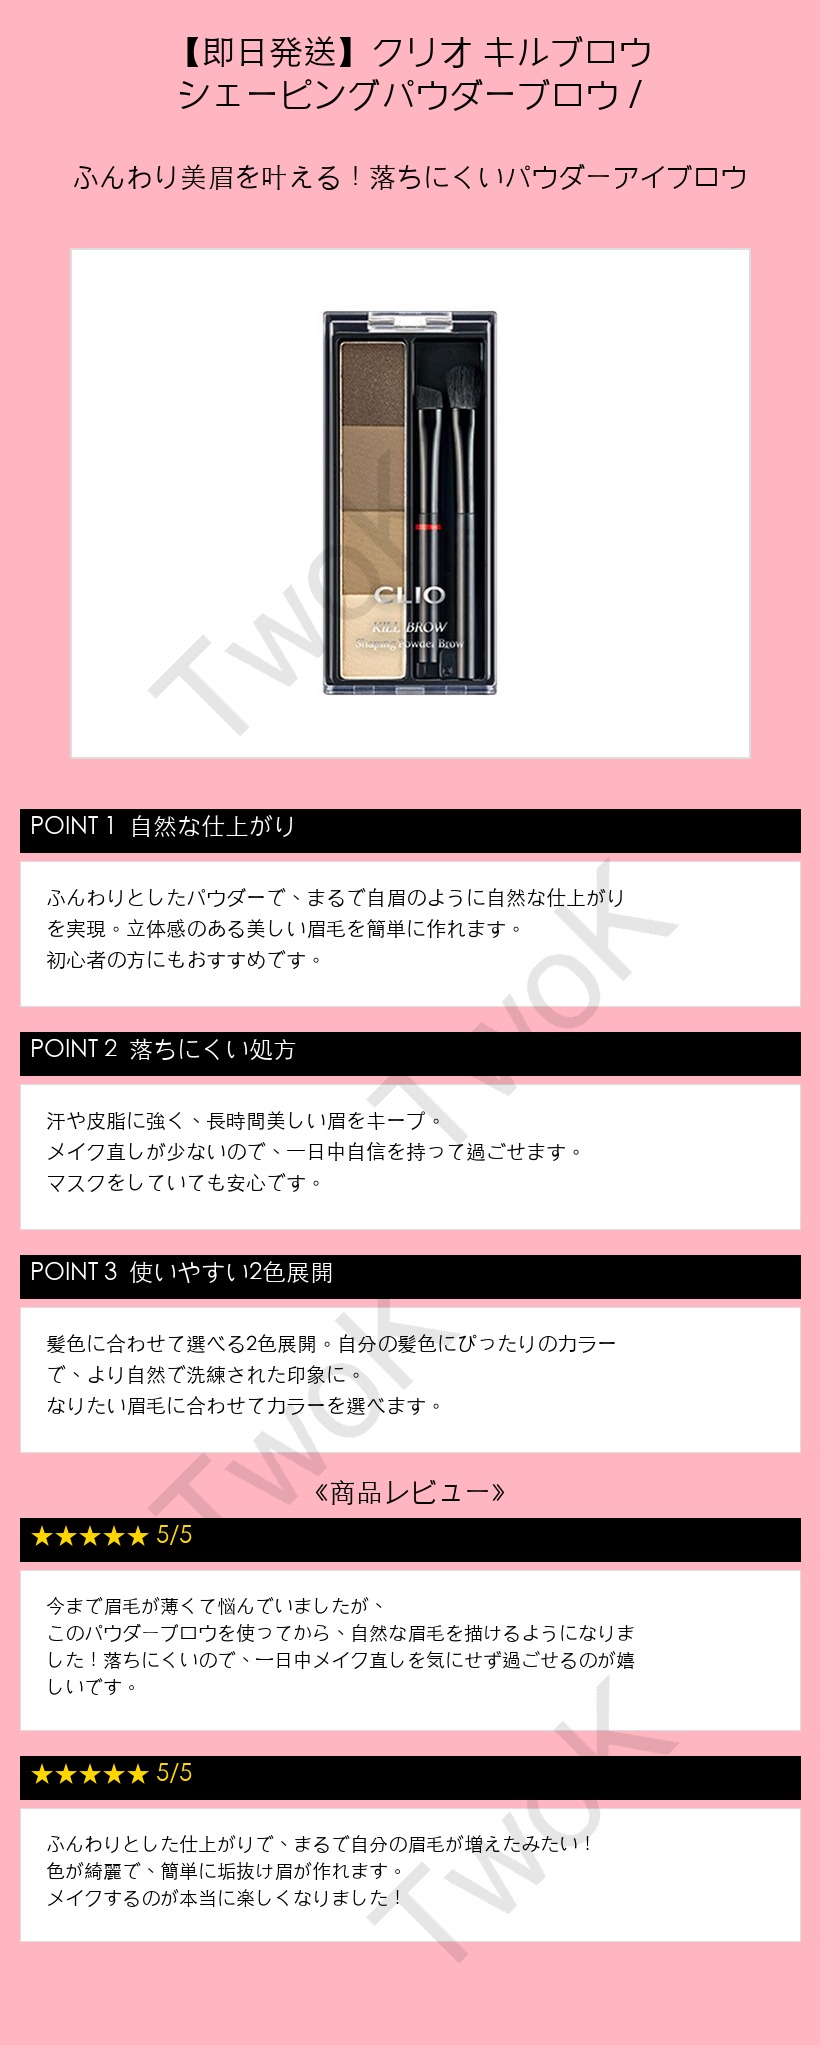 【即日発送】クリオ キルブロウ
シェーピングパウダーブロウ /
ふんわり美眉を叶える！落ちにくいパウダーアイブロウ
CLIO
KILL BROW
Shaping Powder Brow
TwoK
POINT 1 自然な仕上がり
ふんわりとしたパウダーで、まるで自眉のように自然な仕上がり
を実現。立体感のある美しい眉毛を簡単に作れます。
初心者の方にもおすすめです。
TwoK
POINT 2 落ちにくい処方
汗や皮脂に強く、長時間美しい眉をキープ。
メイク直しが少ないので、一日中自信を持って過ごせます。
マスクをしていても安心です。
POINT 3 使いやすい2色展開
髪色に合わせて選べる2色展開。自分の髪色にぴったりのカラー
で、より自然で洗練された印象に。
なりたい眉毛に合わせてカラーを選べます。
TwoK
《商品レビュー》
★★★★★ 5/5
今まで眉毛が薄くて悩んでいましたが、
このパウダーブロウを使ってから、自然な眉毛を描けるようになりま
した！落ちにくいので、一日中メイク直しを気にせず過ごせるのが嬉
しいです。
★★★★★ 5/5
ふんわりとした仕上がりで、まるで自分の眉毛が増えたみたい！
色が綺麗で、簡単に垢抜け眉が作れます。
メイクするのが本当に楽しくなりました！
TwoK